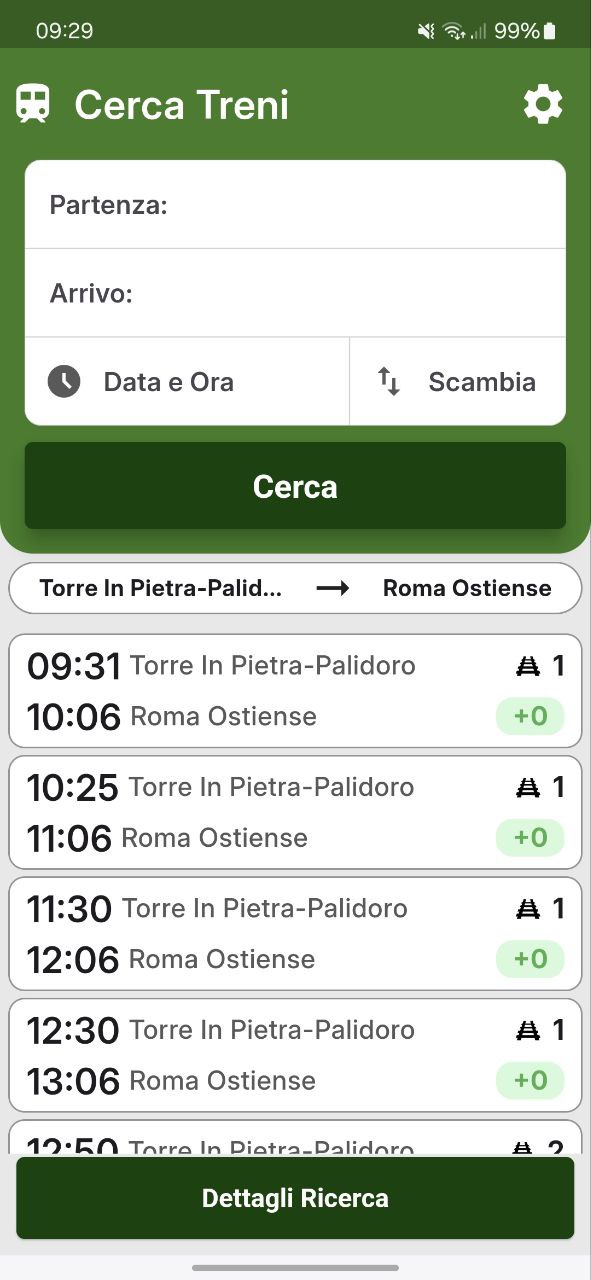 09:29 99%
Cerca Treni
Partenza:
Arrivo:
Data e Ora Scambia
Cerca
Torre In Pietra-Palid... → Roma Ostiense
09:31 Torre In Pietra-Palidoro 1
10:06 Roma Ostiense +0
10:25 Torre In Pietra-Palidoro 1
11:06 Roma Ostiense +0
11:30 Torre In Pietra-Palidoro 1
12:06 Roma Ostiense +0
12:30 Torre In Pietra-Palidoro 1
13:06 Roma Ostiense +0
12:50 Torre In Pietra-Palidoro 2
Dettagli Ricerca